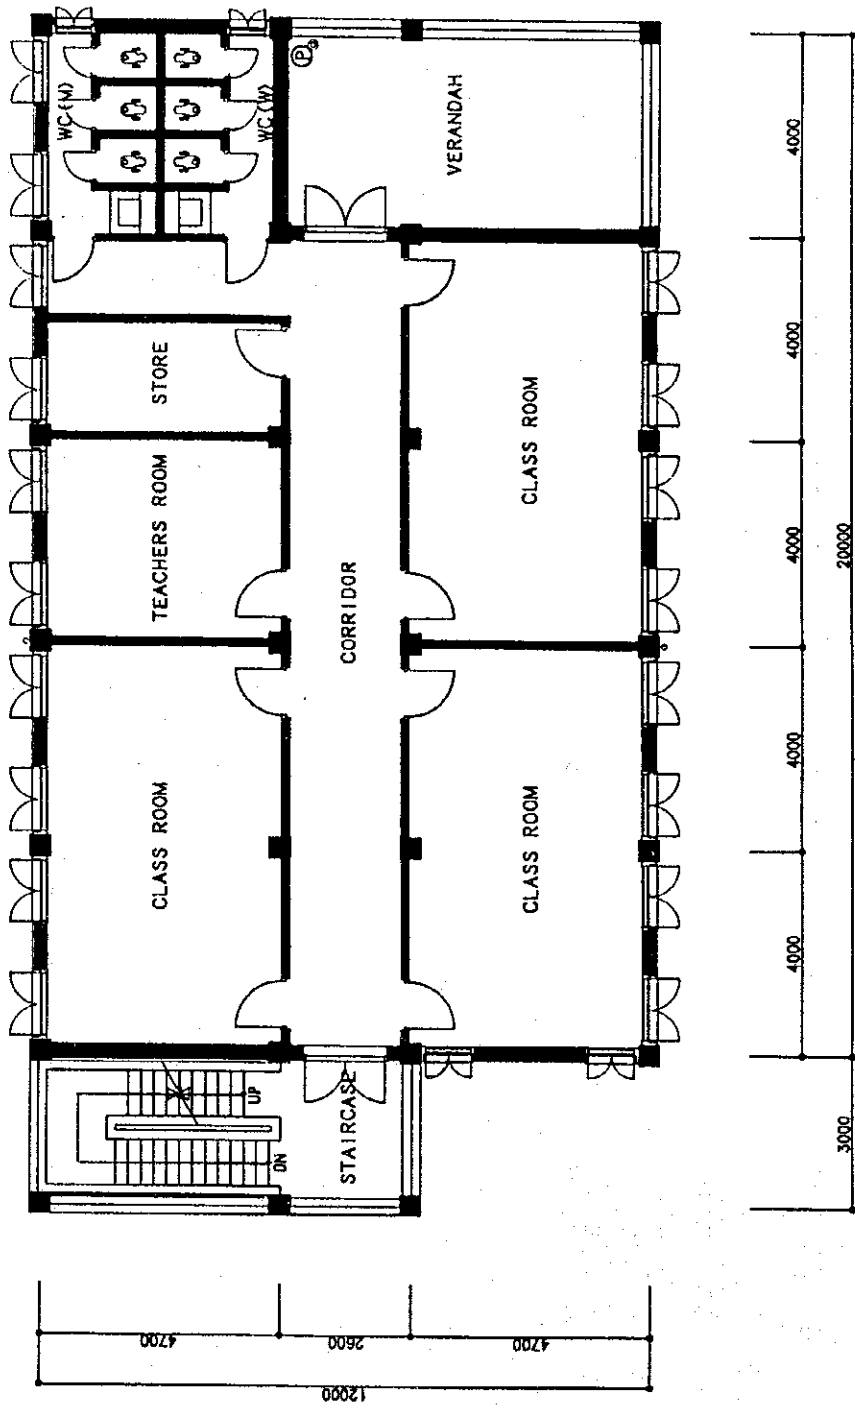 WC(M)
WC(W)
P
VERANDAH
STORE
TEACHERS ROOM
CLASS ROOM
CORRIDOR
CLASS ROOM
CLASS ROOM
UP
DN
STAIRCASE
4000
4000
4000
4000
4000
3000
20000
4700
2600
4700
12000